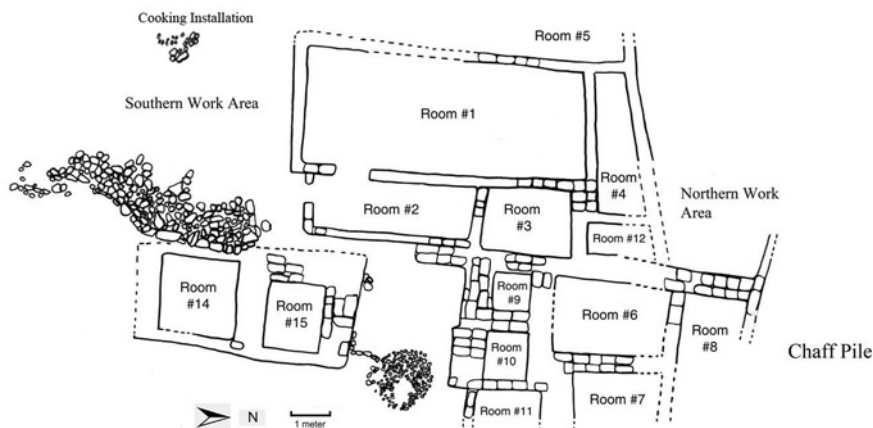 Cooking Installation
Room #5
Southern Work Area
Room #1
Room
#4
Northern Work
Area
Room #2
Room
#3
Room #12
Room
#14
Room
#15
Room
#9
Room #6
Room
#8
Room
#10
Chaff Pile
Room #11
Room #7
N
1 meter